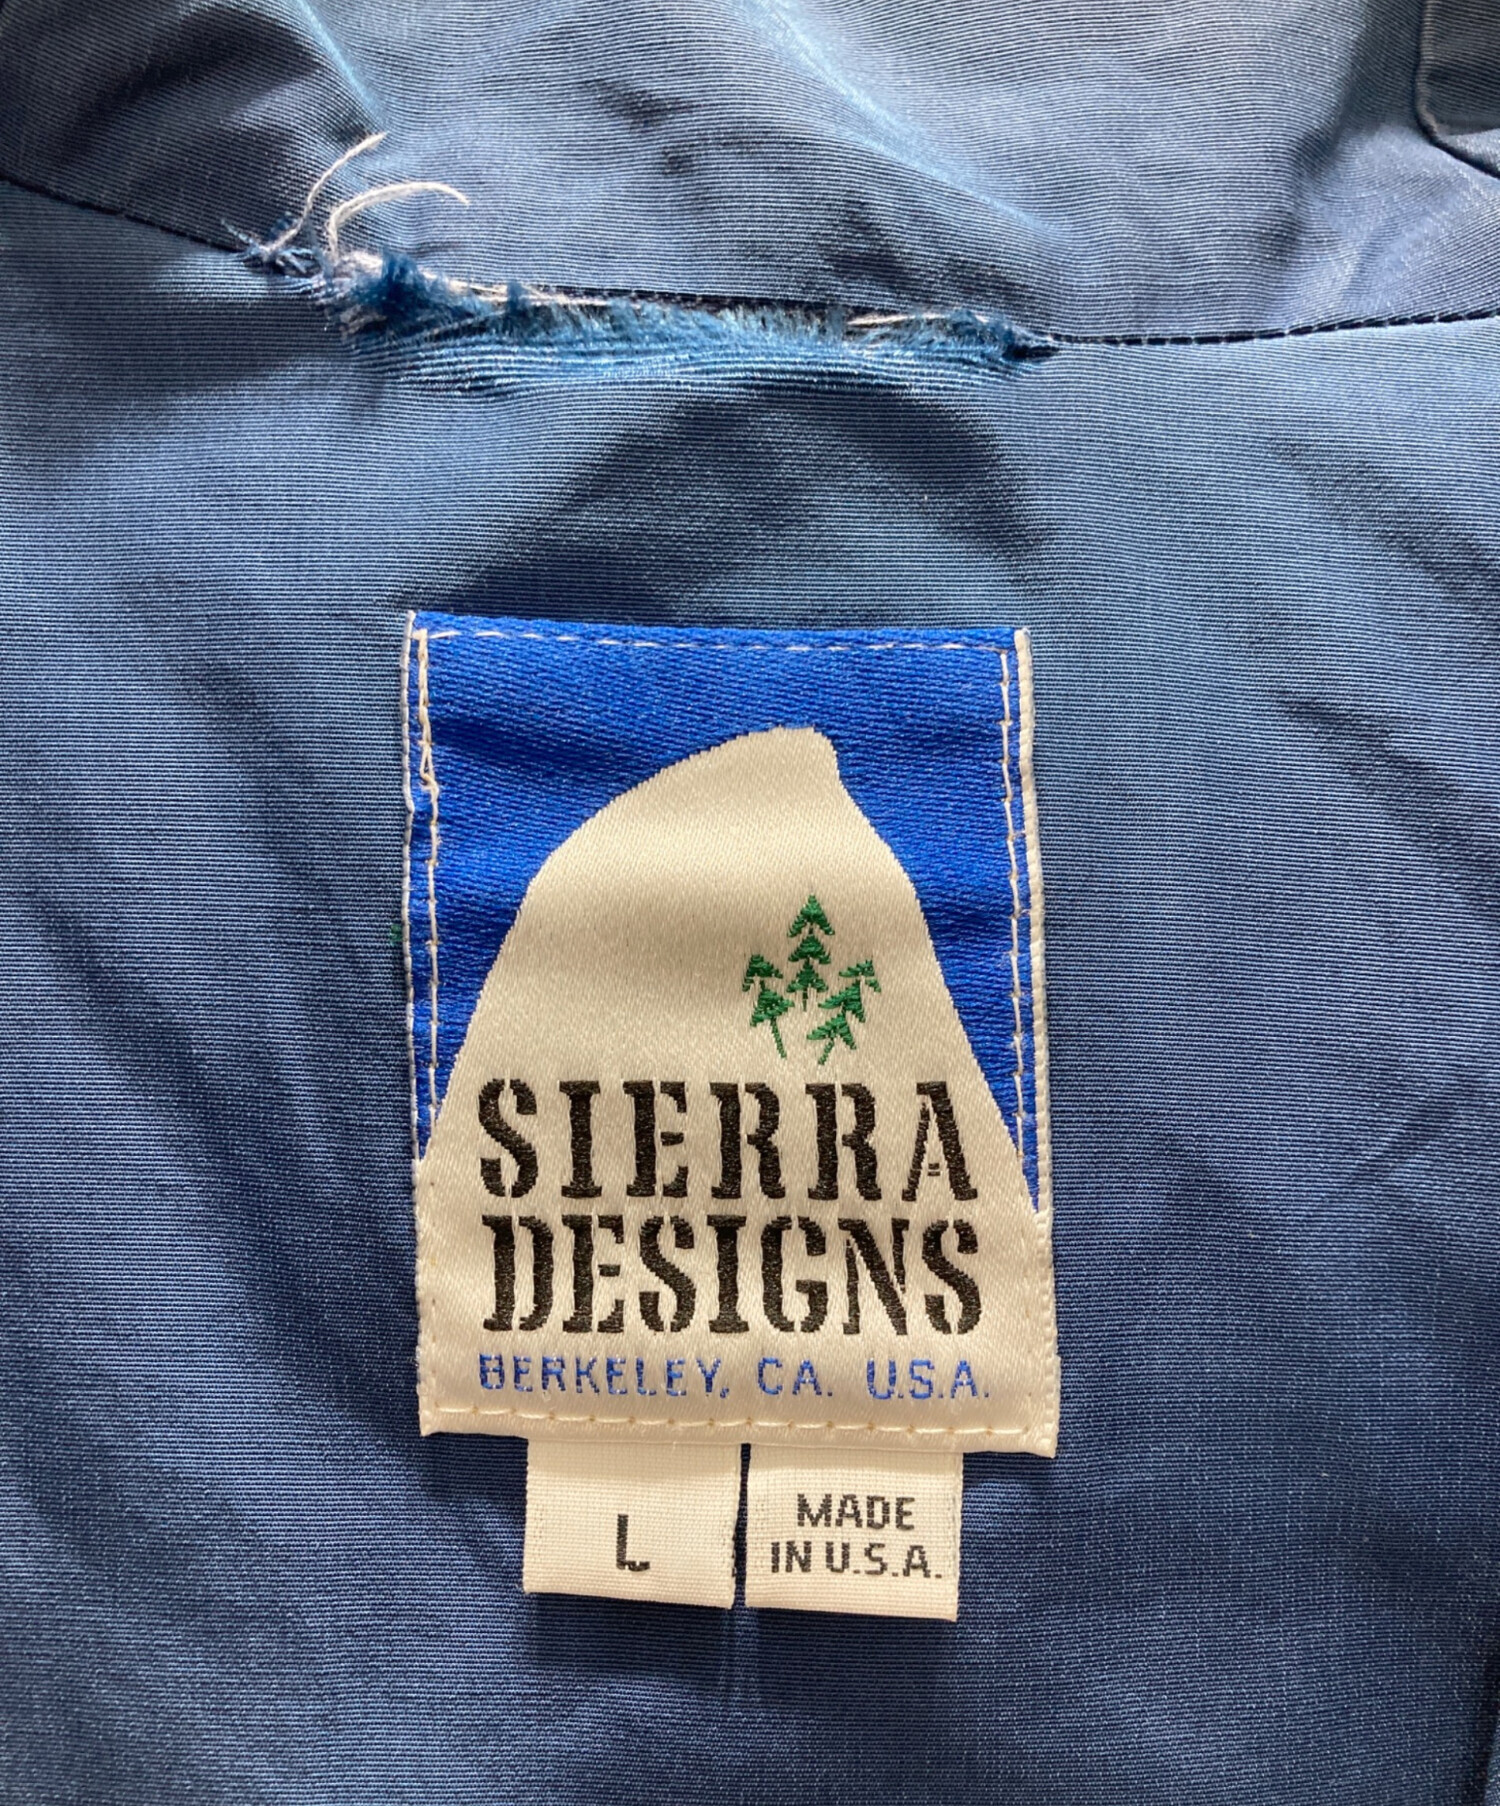 SIERRA
DESIGNS
BERKELEY, CA. U.S.A.
L
MADE
IN U.S.A.